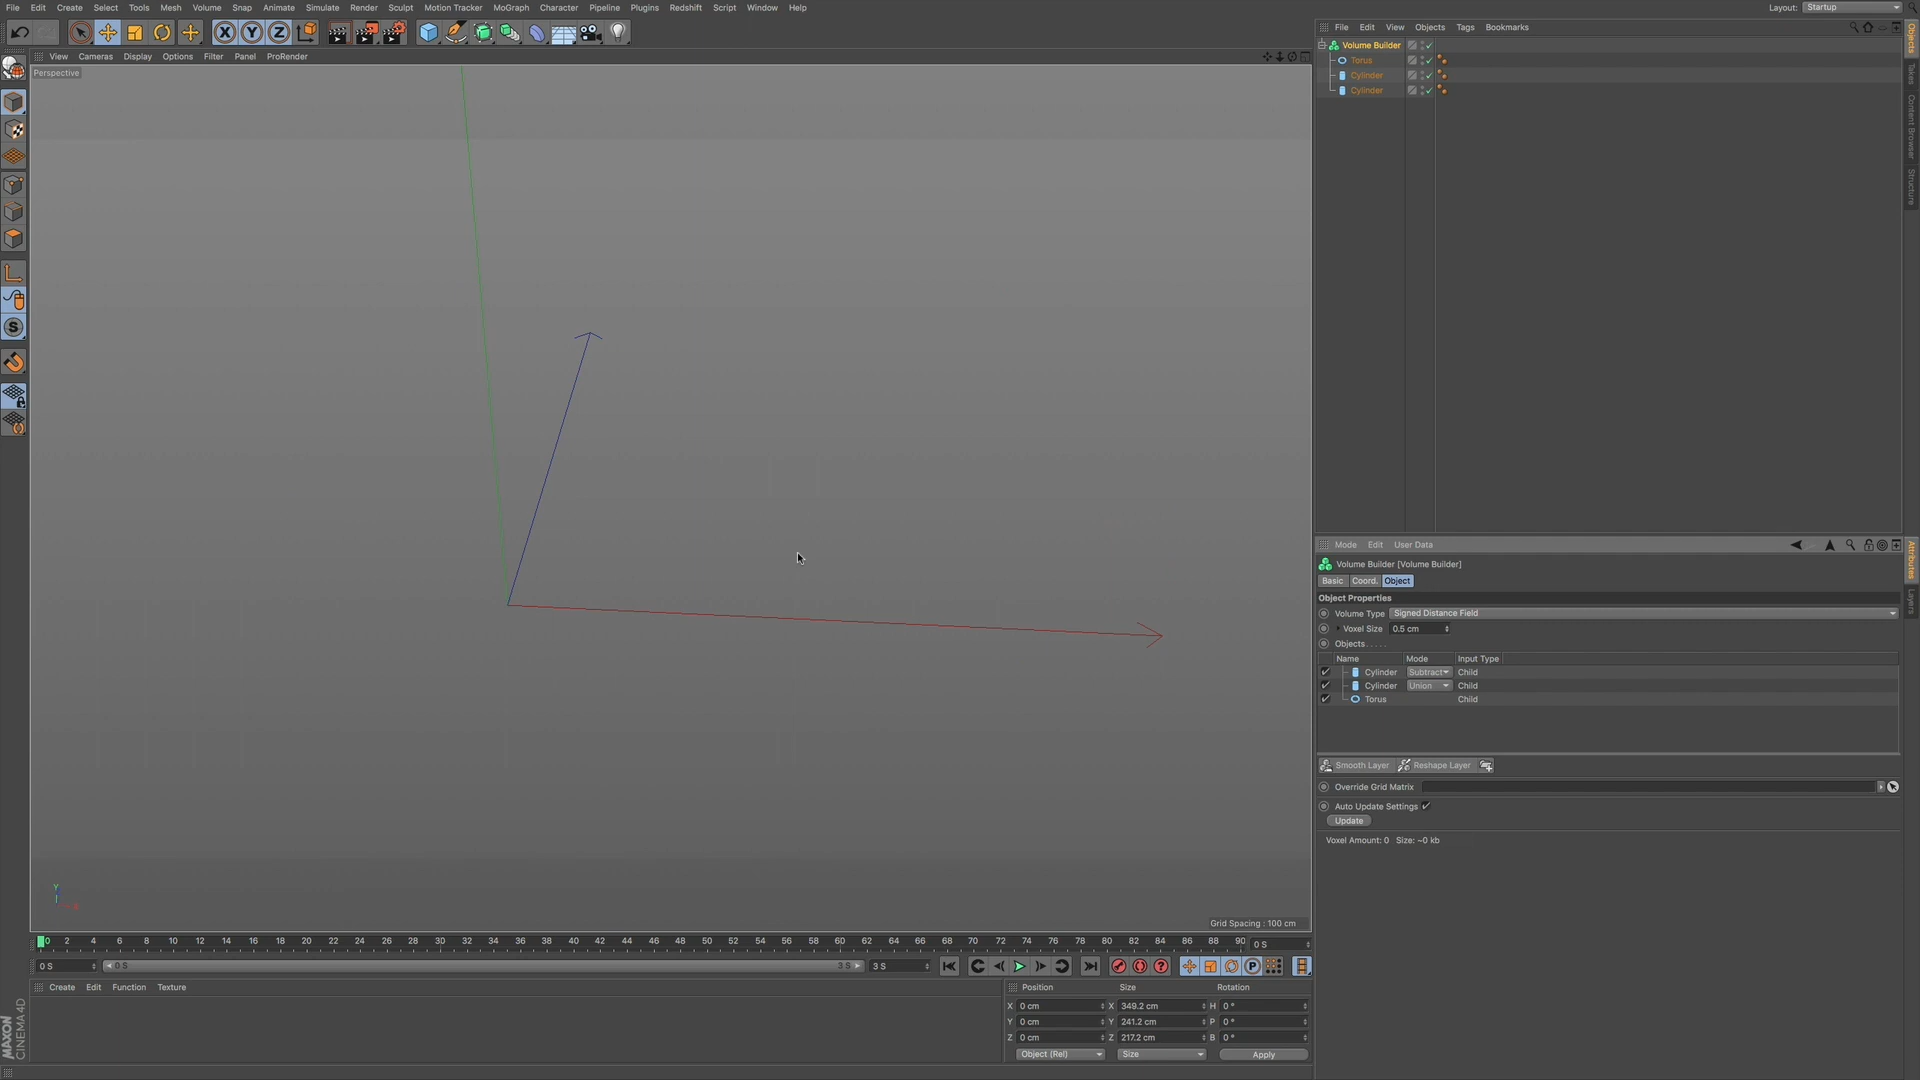 File Edit Create Select Tools Mesh Volume Snap Animate Simulate Render Sculpt Motion Tracker MoGraph Character Pipeline Plugins Redshift Script Window Help Layout: Startup
X Y Z
File Edit View Objects Tags Bookmarks
View Cameras Display Options Filter Panel ProRender
Perspective
Volume Builder
Torus
Cylinder
Cylinder
Objects
Takes
Content Browser
Structure
S
Mode Edit User Data
Volume Builder [Volume Builder]
Basic Coord. Object
Object Properties
Volume Type Signed Distance Field
Voxel Size 0.5 cm
Objects . . . . .
Name Mode Input Type
Cylinder Subtract Child
Cylinder Union Child
Torus Child
Smooth Layer Reshape Layer
Override Grid Matrix
Auto Update Settings
Update
Voxel Amount: 0 Size: ~0 kb
Attributes
Layers
Y
X
Grid Spacing : 100 cm
0 2 4 6 8 10 12 14 16 18 20 22 24 26 28 30 32 34 36 38 40 42 44 46 48 50 52 54 56 58 60 62 64 66 68 70 72 74 76 78 80 82 84 86 88 90 0 S
0 S 0 S 3 S 3 S P
Create Edit Function Texture
Position Size Rotation
X 0 cm X 349.2 cm H 0 °
Y 0 cm Y 241.2 cm P 0 °
Z 0 cm Z 217.2 cm B 0 °
Object (Rel) Size Apply
MAXON
CINEMA 4D